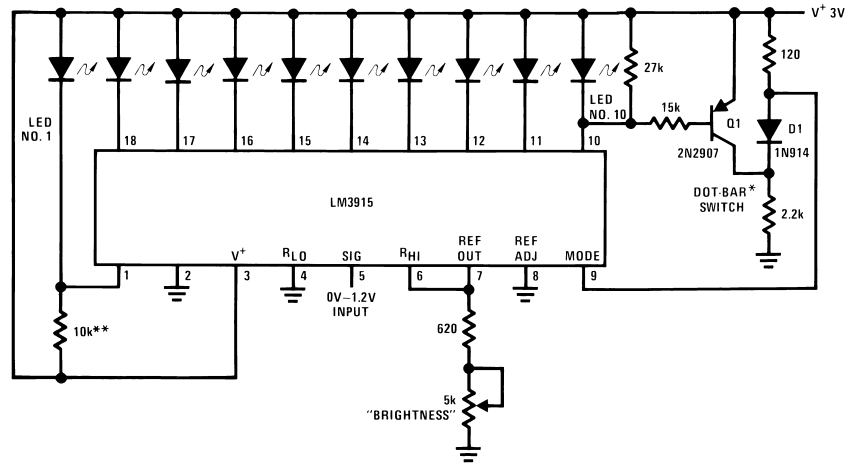 V+ 3V
120
27k
LED
NO. 1
LED
NO. 10
15k
Q1
2N2907
D1
1N914
DOT-BAR*
SWITCH
2.2k
18
17
16
15
14
13
12
11
10
LM3915
V+
RLO
SIG
RHI
REF
OUT
REF
ADJ
MODE
1
2
3
4
5
6
7
8
9
0V–1.2V
INPUT
10k**
620
5k
"BRIGHTNESS"